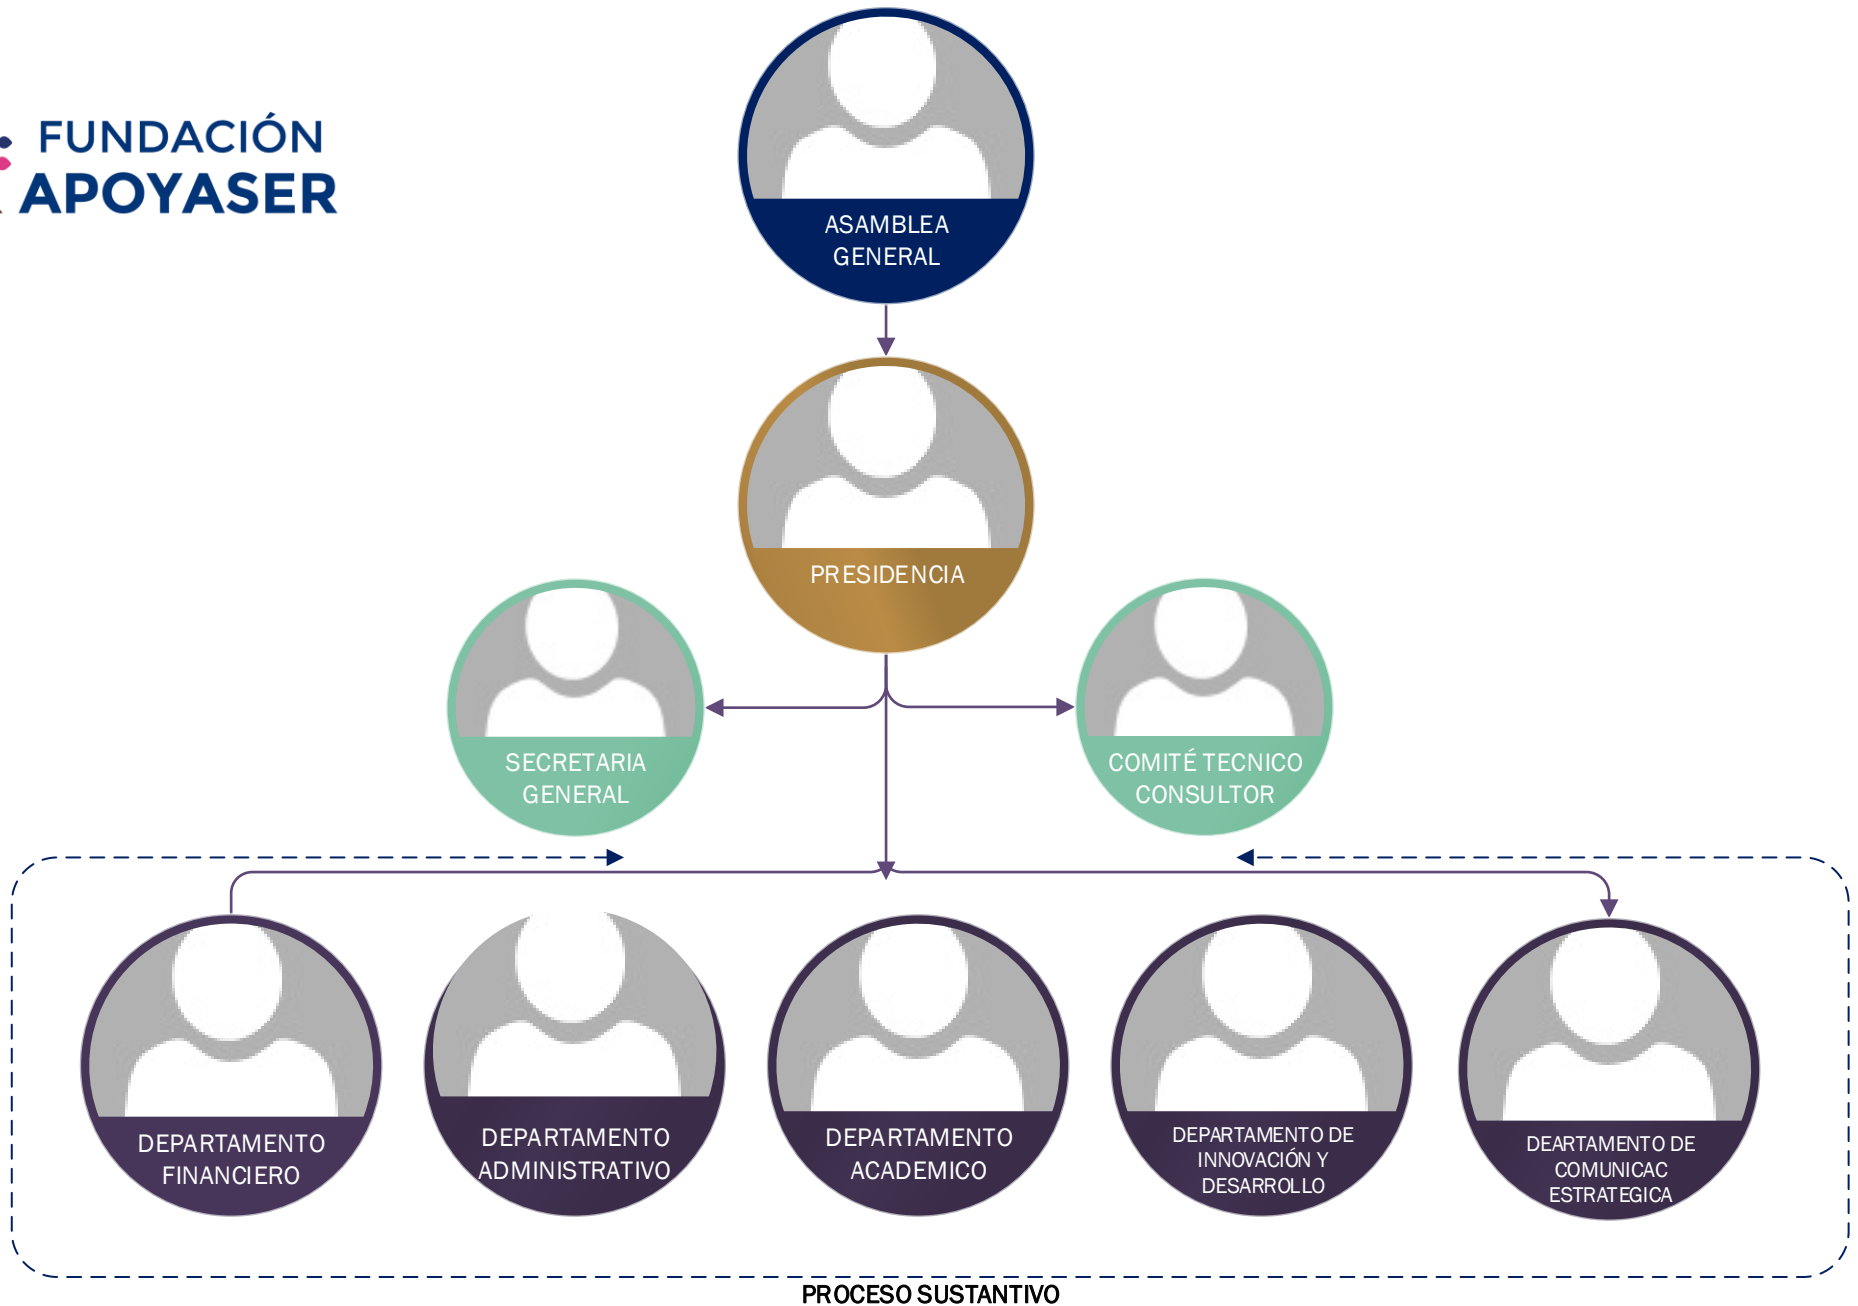 FUNDACIÓN
APOYASER
ASAMBLEA
GENERAL
PRESIDENCIA
SECRETARIA
GENERAL
COMITÉ TECNICO
CONSULTOR
DEPARTAMENTO
FINANCIERO
DEPARTAMENTO
ADMINISTRATIVO
DEPARTAMENTO
ACADEMICO
DEPARTAMENTO DE
INNOVACIÓN Y
DESARROLLO
DEARTAMENTO DE
COMUNICAC
ESTRATEGICA
PROCESO SUSTANTIVO